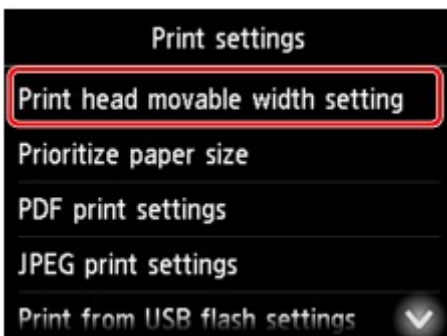 Print settings
Print head movable width setting
Prioritize paper size
PDF print settings
JPEG print settings
Print from USB flash settings